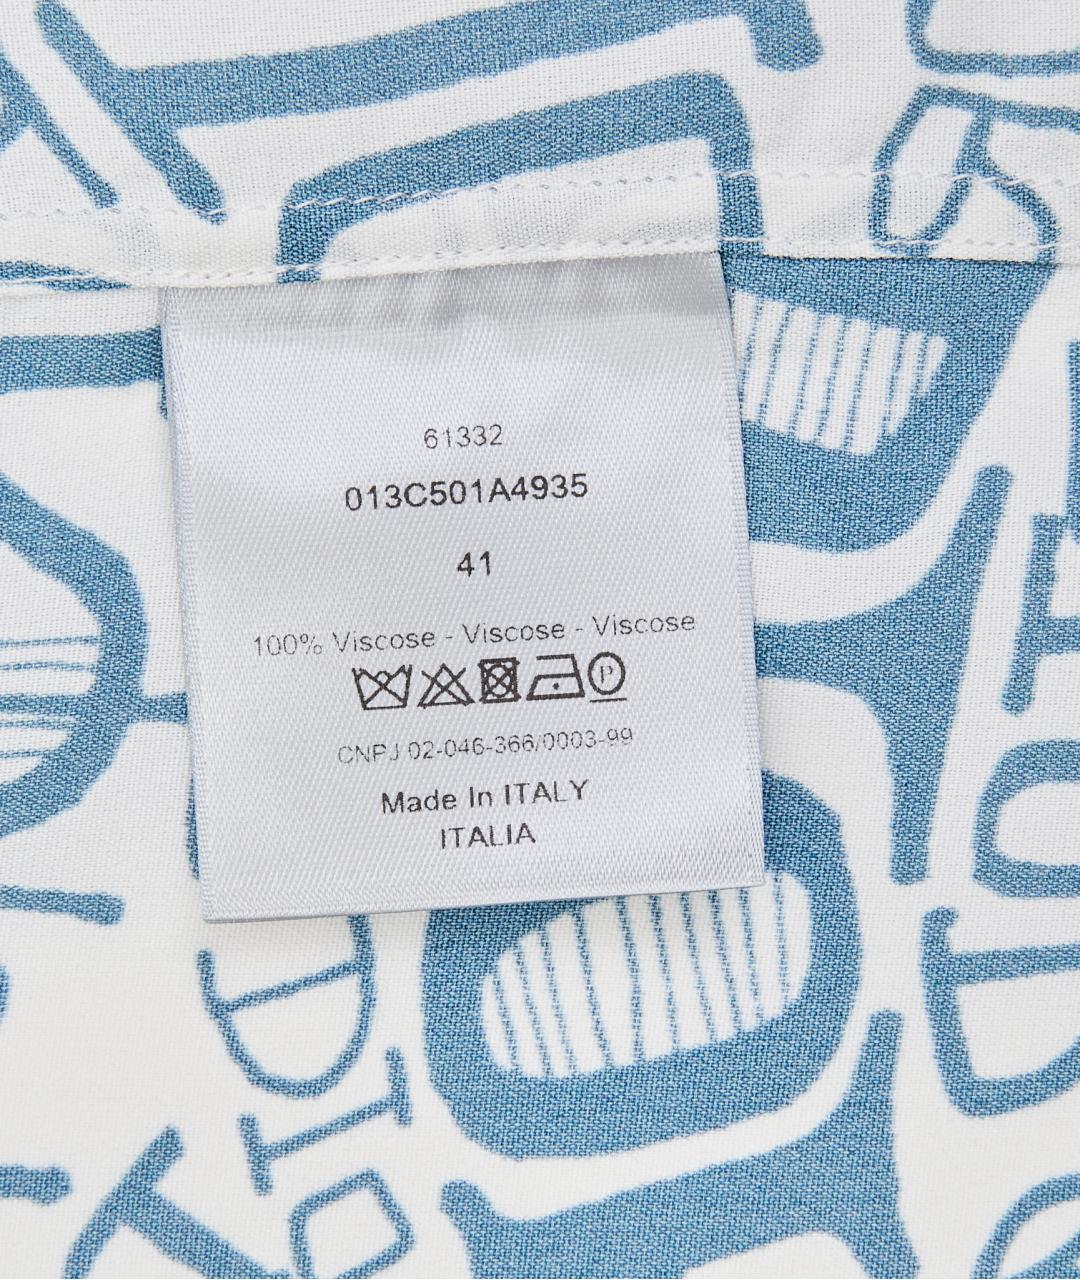 61332
013C501A4935
41
100% Viscose - Viscose - Viscose
P
CNPJ 02-046-366/0003-99
Made In ITALY
ITALIA